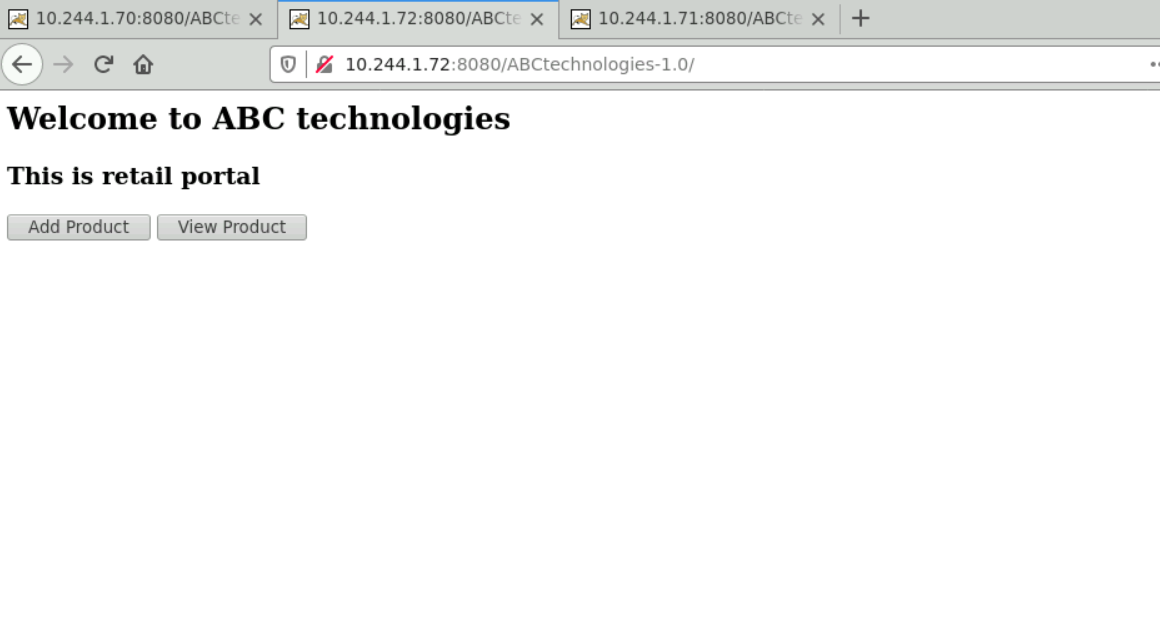 10.244.1.70:8080/ABCte 10.244.1.72:8080/ABCte 10.244.1.71:8080/ABCte
10.244.1.72:8080/ABCtechnologies-1.0/
Welcome to ABC technologies
This is retail portal
Add Product View Product